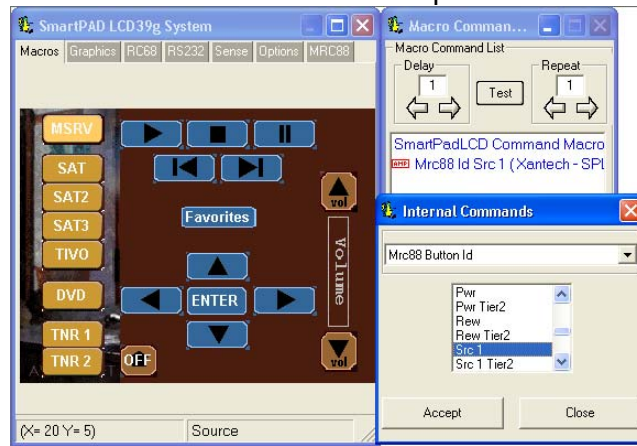 SmartPAD LCD39g System
Macros Graphics RC68 RS232 Sense Options MRC88
MSRV
SAT
SAT2
SAT3
TIVO
DVD
TNR 1
TNR 2
OFF
Favorites
ENTER
vol
Volume
vol
(X= 20 Y= 5) Source
Macro Comman...
Macro Command List
Delay Repeat
1 Test 1
SmartPadLCD Command Macro
AMP Mrc88 Id Src 1 ( Xantech - SPL
Internal Commands
Mrc88 Button Id
Pwr
Pwr Tier2
Rew
Rew Tier2
Src 1
Src 1 Tier2
Accept Close